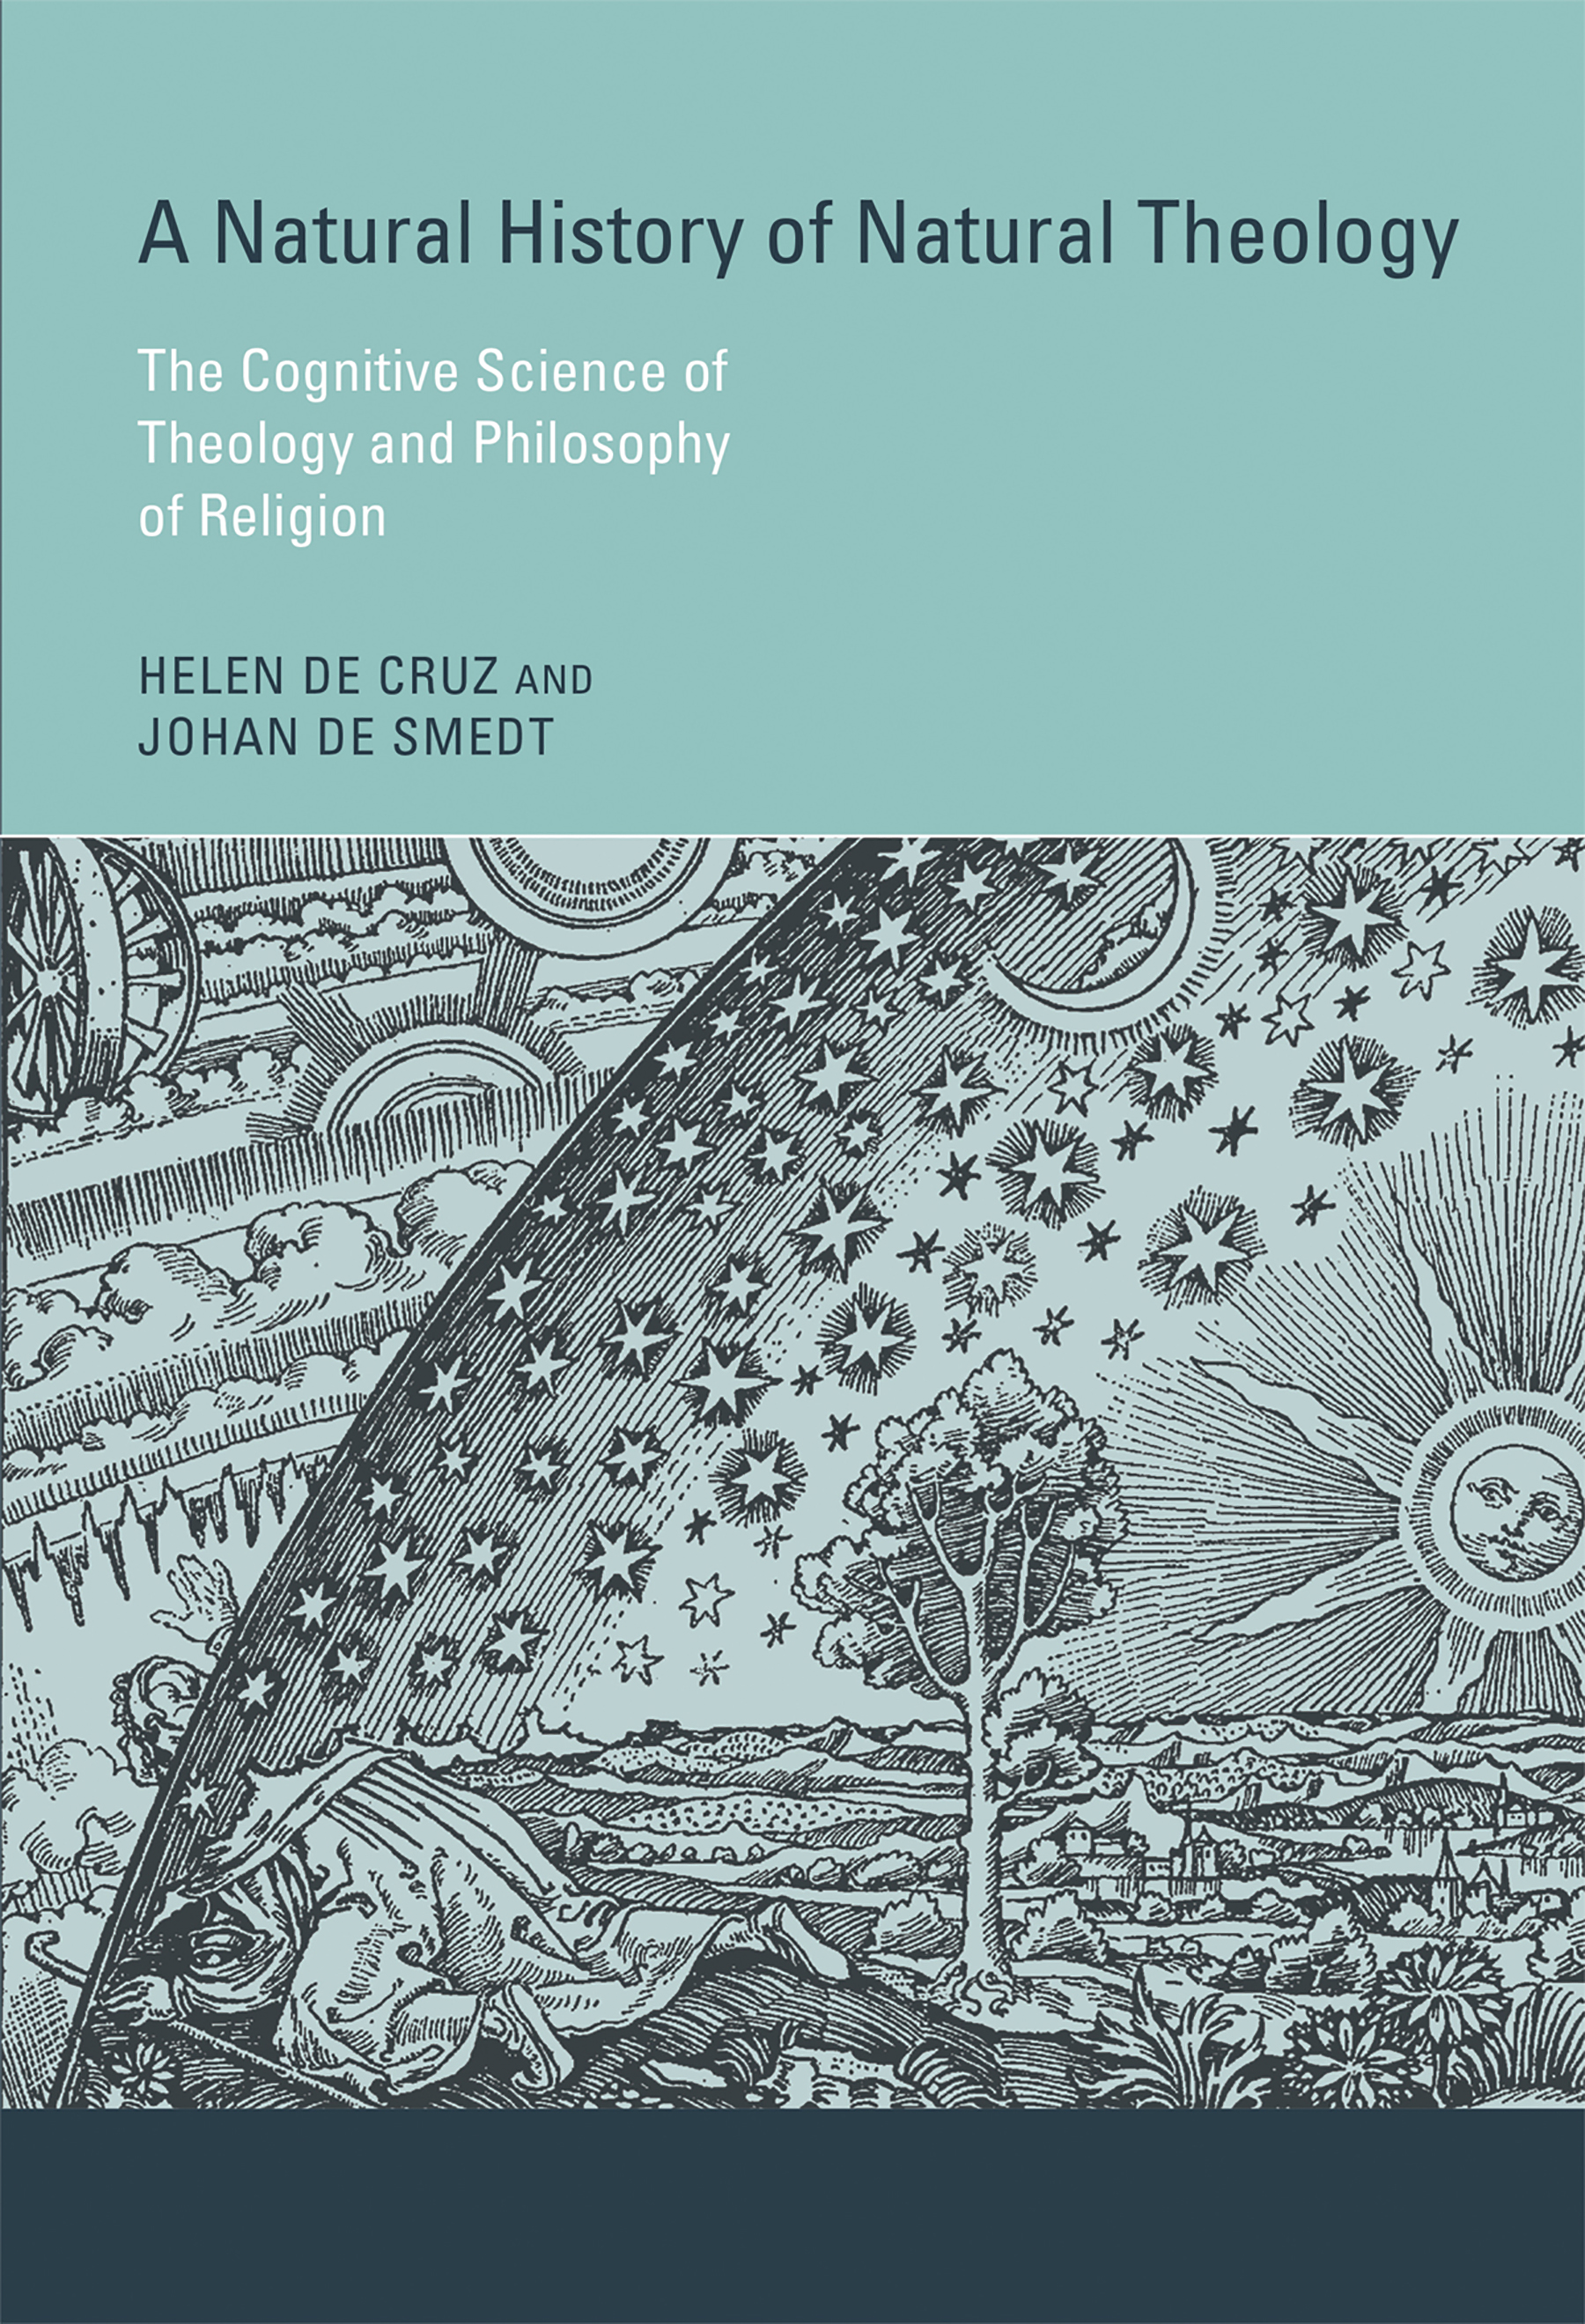 A Natural History of Natural Theology
The Cognitive Science of
Theology and Philosophy
of Religion
HELEN DE CRUZ AND
JOHAN DE SMEDT